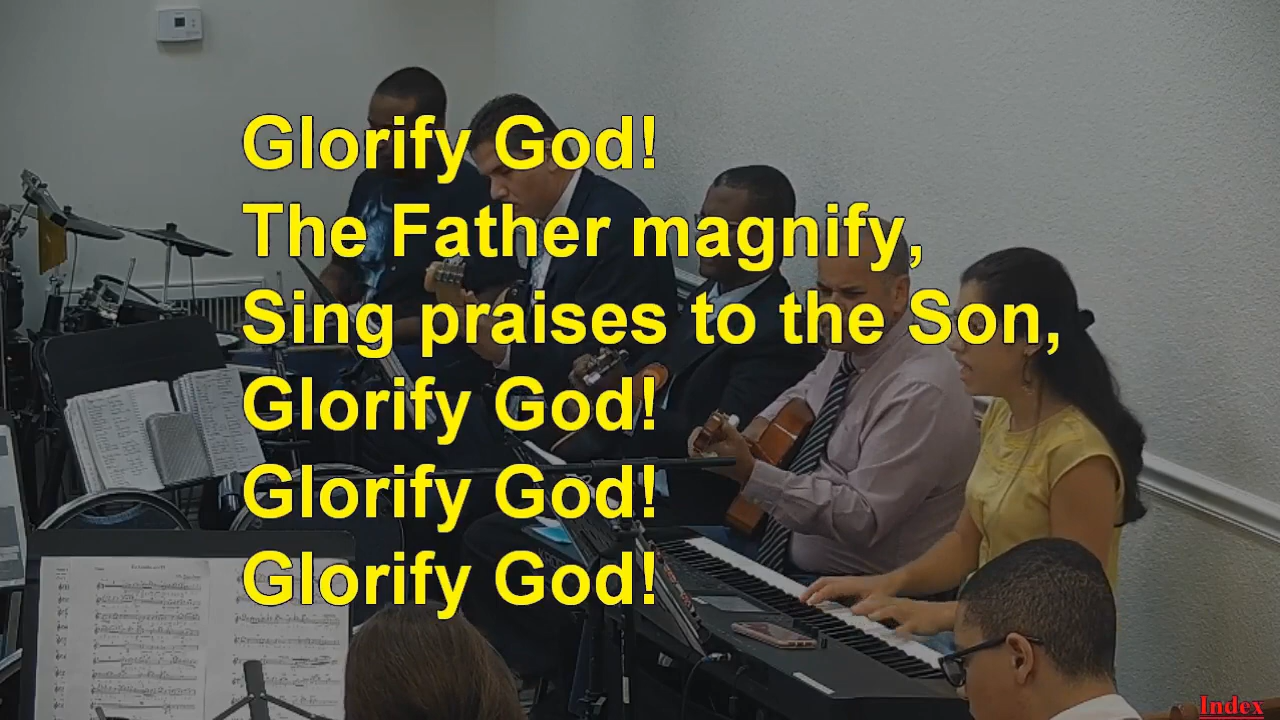 Glorify God!
The Father magnify,
Sing praises to the Son,
Glorify God!
Glorify God!
Glorify God!
Index